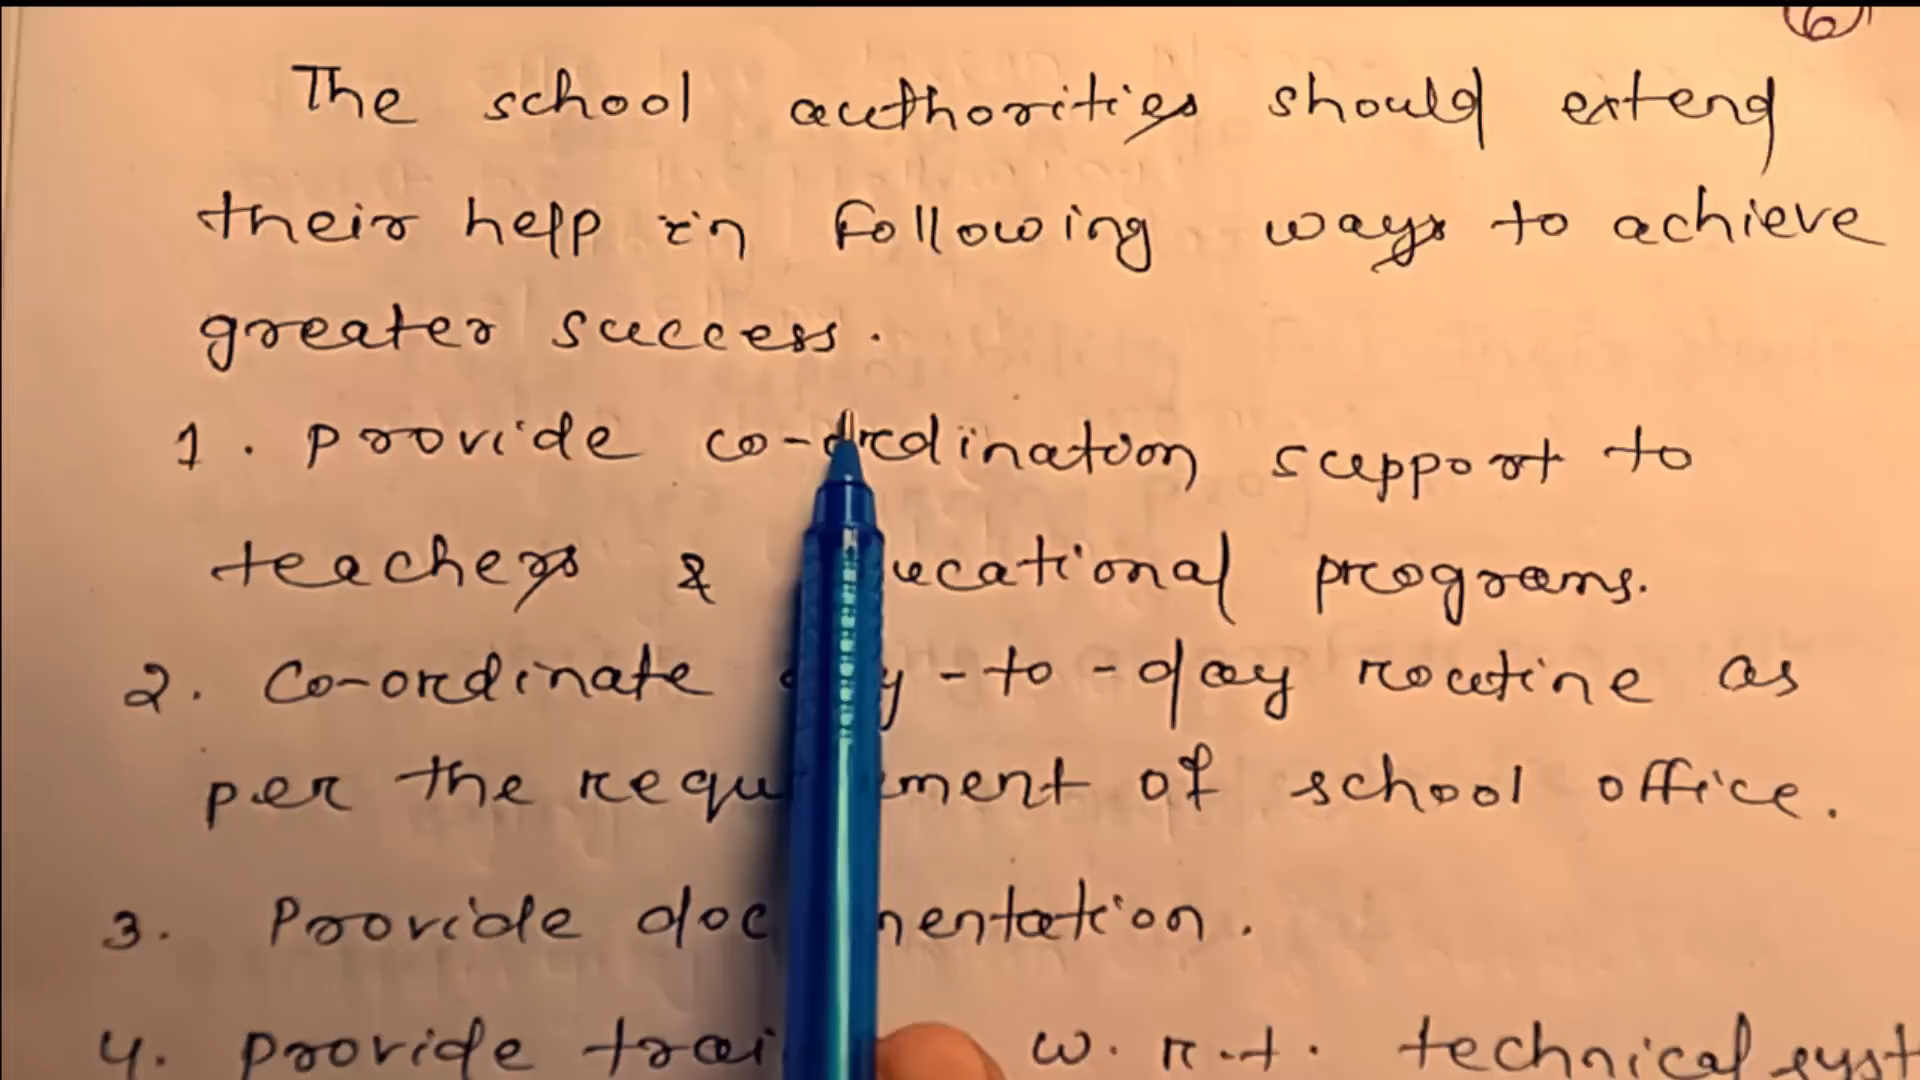 6
The school authorities should extend
their help in following ways to achieve
greater success.
1. Provide co-ordination support to
teachers & ucational programs.
2. Co-ordinate y-to-day routine as
per the requ ment of school office.
3. Provide doc mentation.
4. Provide trai w.r.t. technical syst